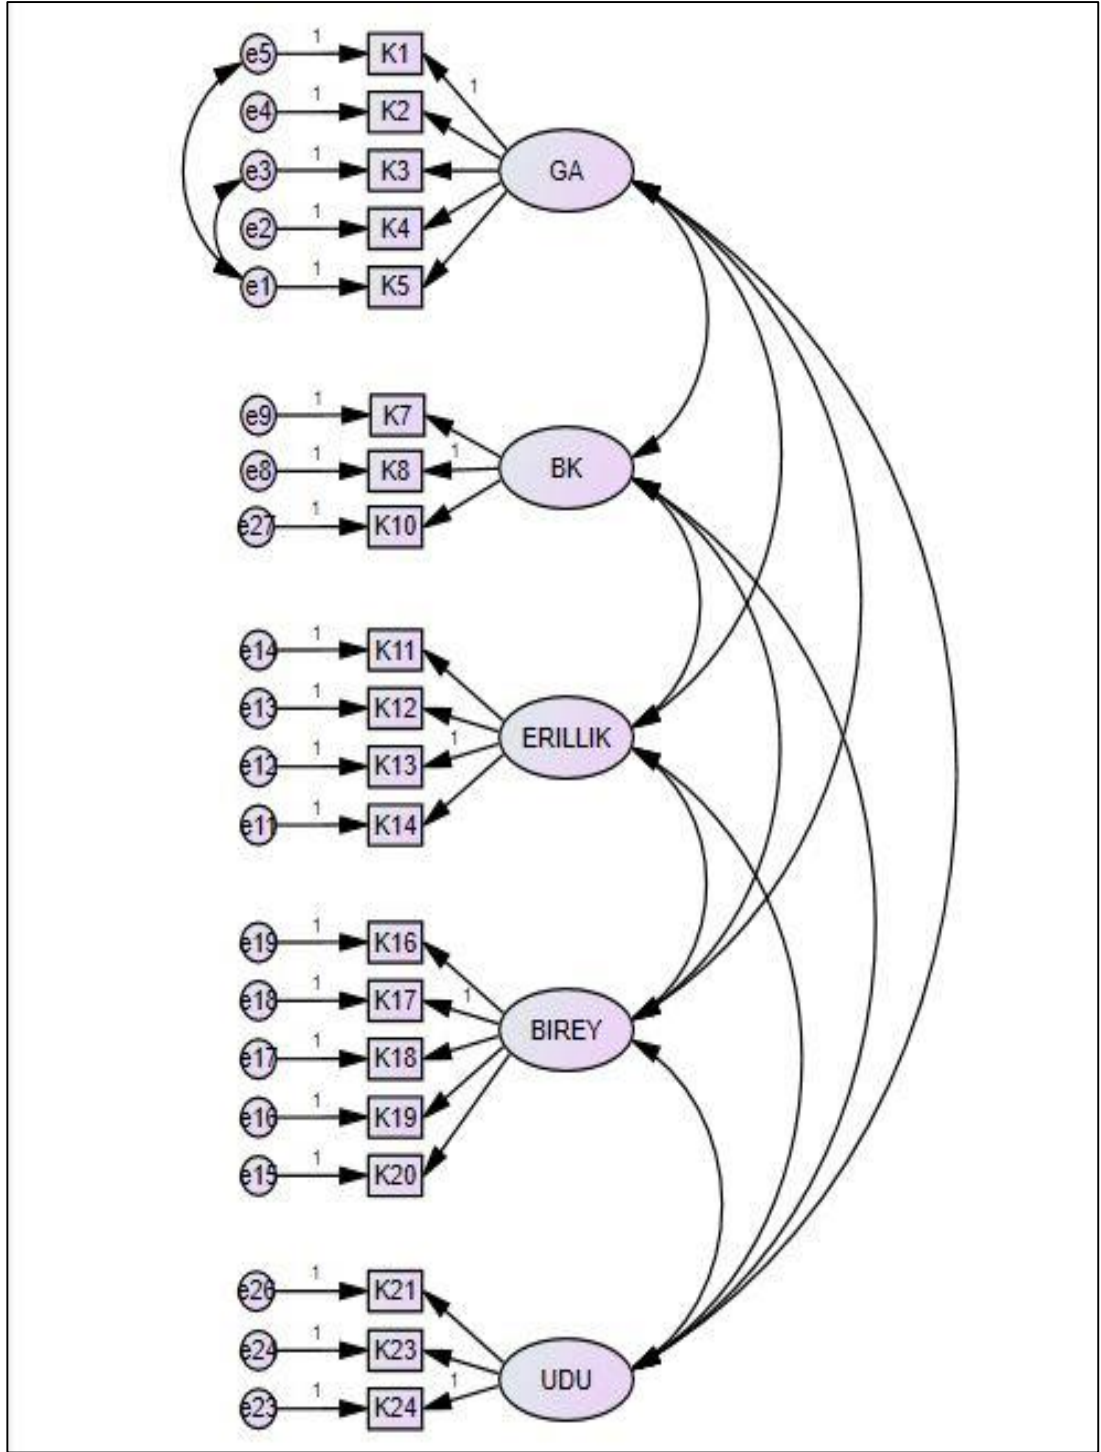 e5 1 K1
1
e4 1 K2
e3 1 K3 GA
e2 1 K4
e1 1 K5
e9 1 K7
e8 1 K8 1 BK
e27 1 K10
e14 1 K11
e13 1 K12
e12 1 K13 1 ERILLIK
e11 1 K14
e19 1 K16
e18 1 K17 1
BIREY
e17 1 K18
e16 1 K19
e15 1 K20
e26 1 K21
e24 1 K23
UDU
e23 1 K24 1